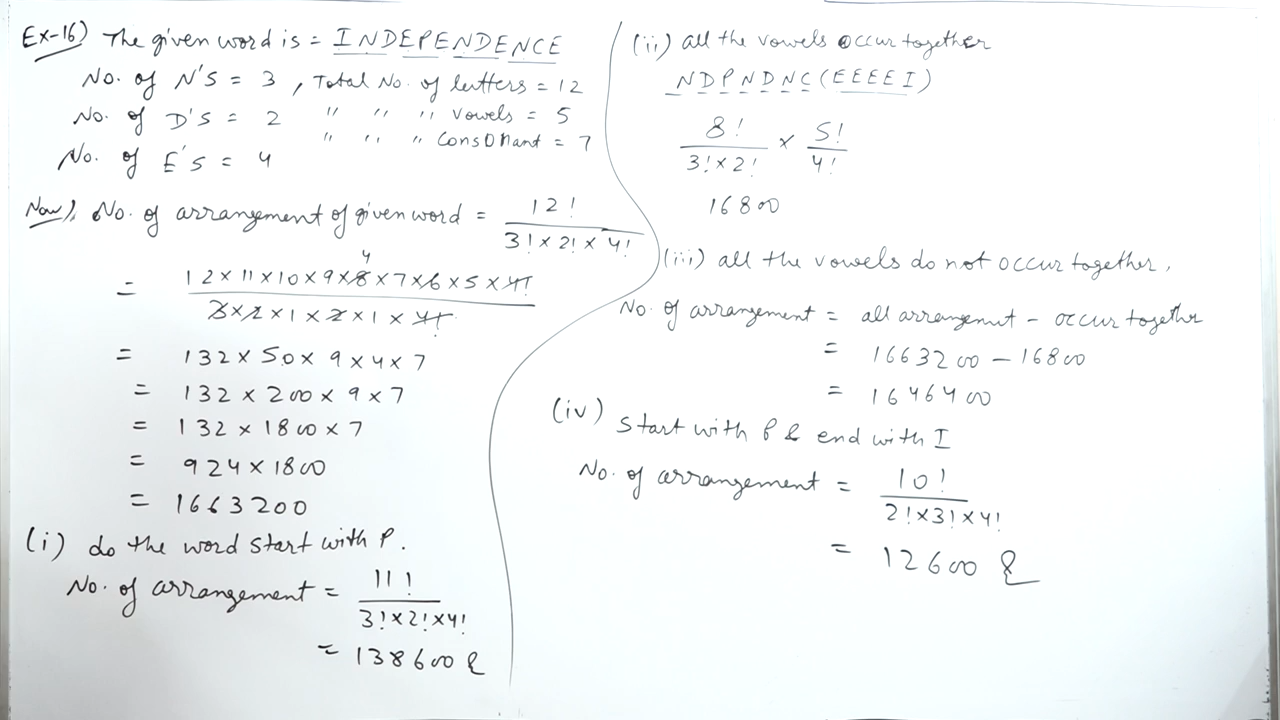 Ex-16) The given word is = INDEPENDENCE
No. of N'S = 3 , Total No. of letters = 12
No. of D'S = 2 " " " vowels = 5
" " " Consonant = 7
No. of E'S = 4
Now), No. of arrangement of given word = 12! / 3! × 2! × 4!
= 12 × 11 × 10 × 9 × 8 4 × 7 × 6 × 5 × 4! / 3 × 2 × 1 × 2 × 1 × 4!
= 132 × 50 × 9 × 4 × 7
= 132 × 200 × 9 × 7
= 132 × 1800 × 7
= 924 × 1800
= 1663200
(i) do the word start with P.
No. of arrangement = 11! / 3! × 2! × 4!
= 138600
(ii) all the vowels occur together
NDPNDNC (EEEEI)
8! / 3! × 2! × 5! / 4!
16800
(iii) all the vowels do not occur together,
No. of arrangement = all arrangemnt - occur together
= 1663200 - 16800
= 1646400
(iv) start with P & end with I
No. of arrangement = 10! / 2! × 3! × 4!
= 12600